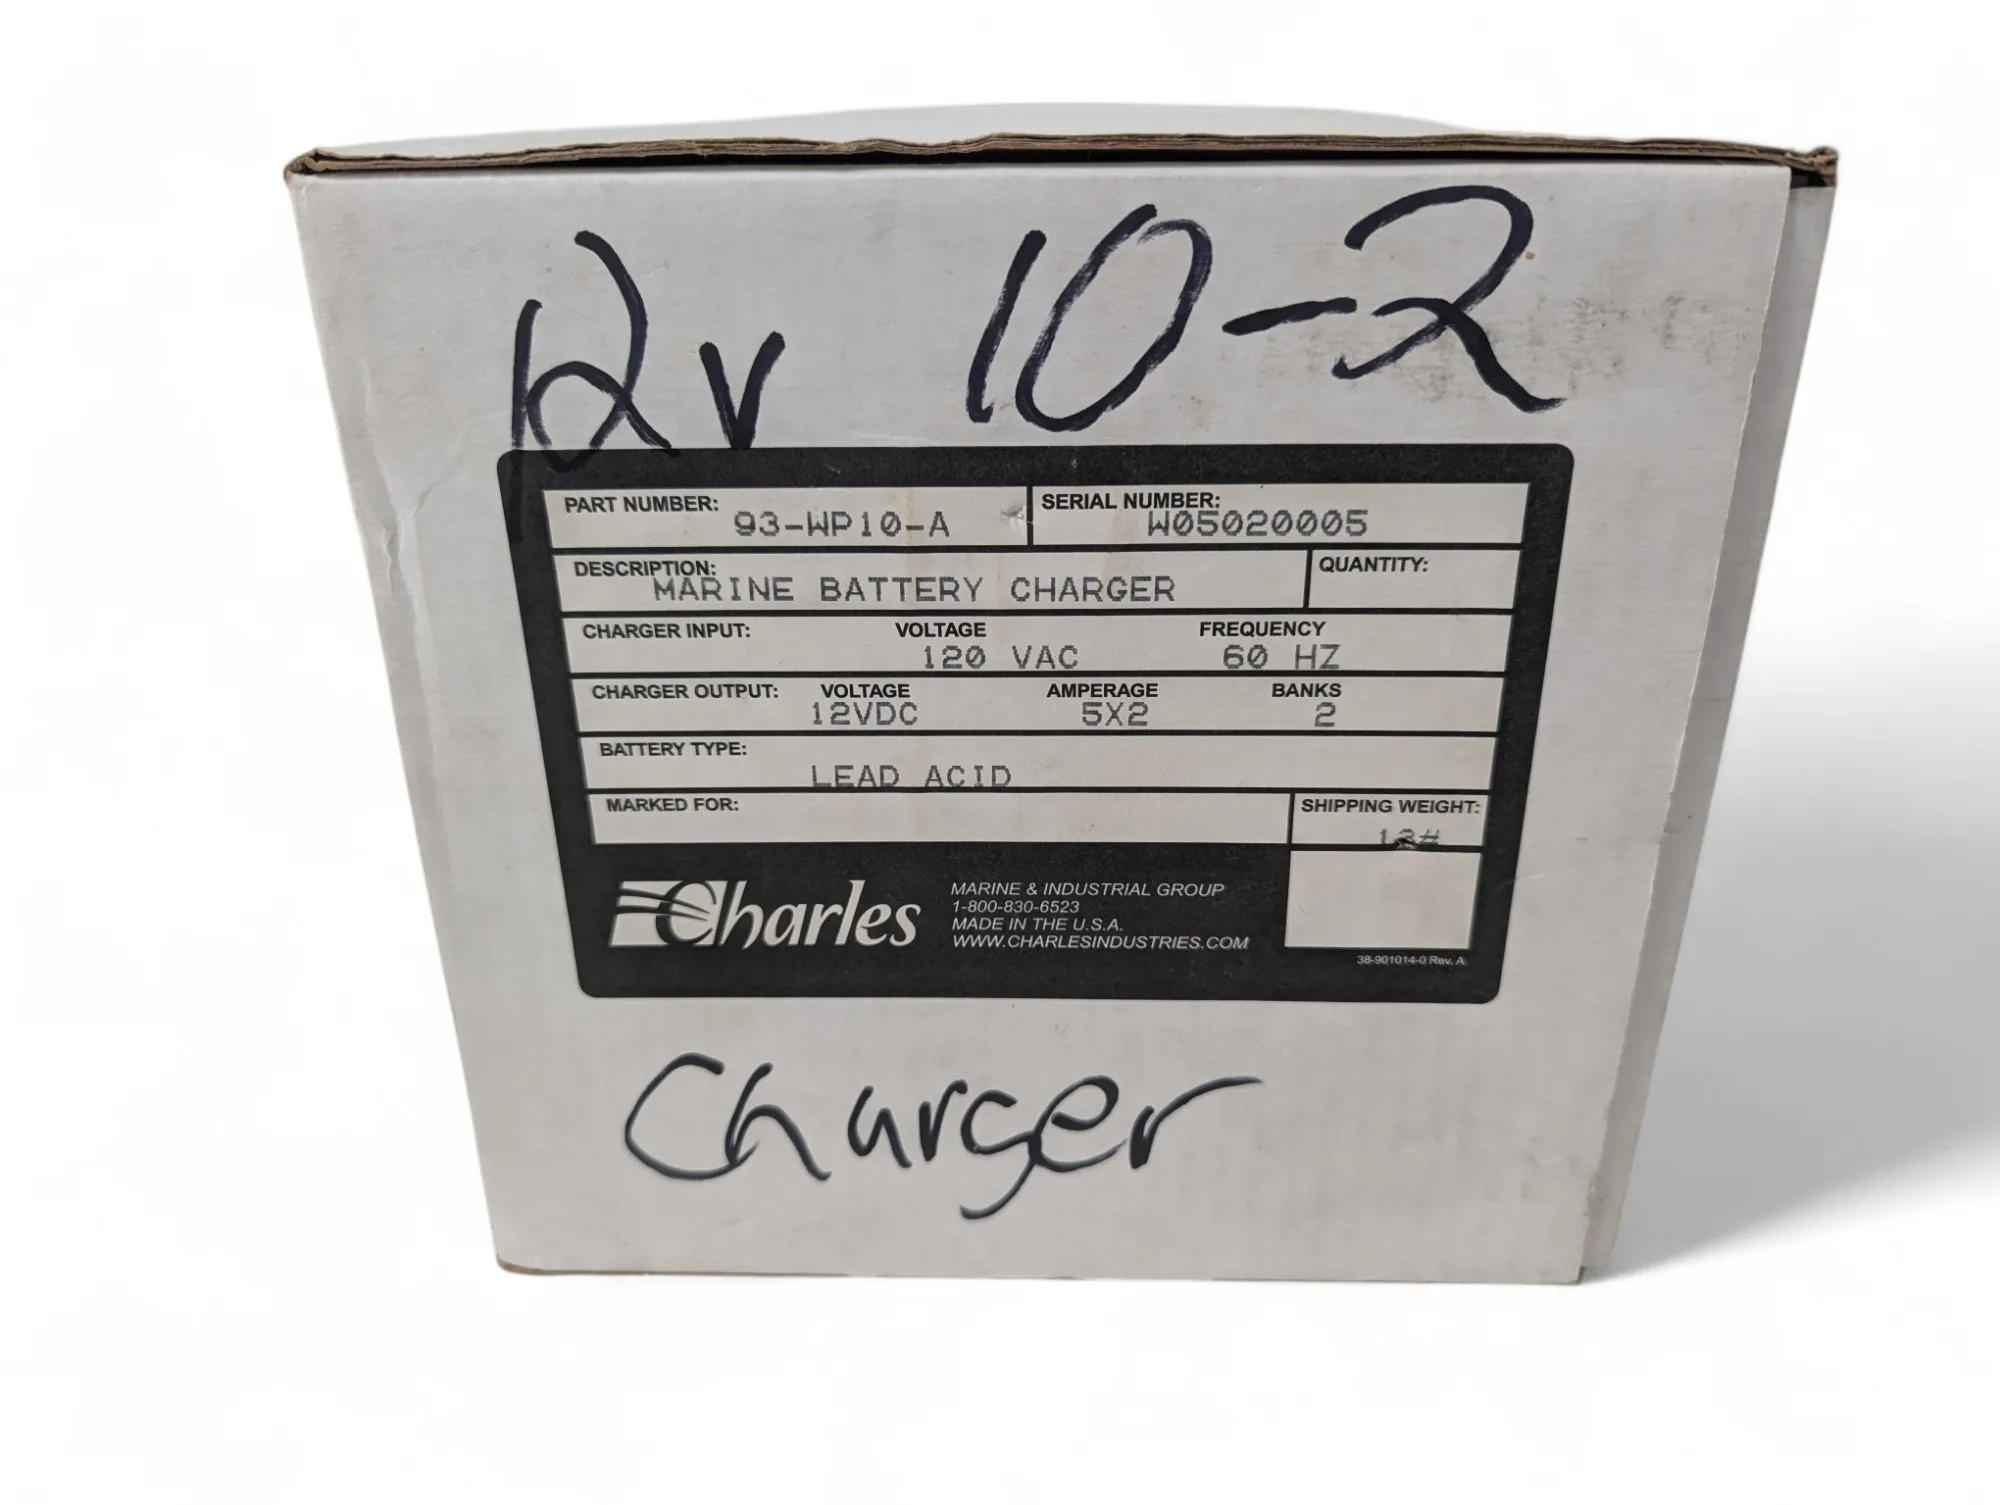 Rv 10-2
PART NUMBER: 93-WP10-A
SERIAL NUMBER: W05020005
DESCRIPTION: MARINE BATTERY CHARGER
QUANTITY:
CHARGER INPUT: VOLTAGE 120 VAC FREQUENCY 60 HZ
CHARGER OUTPUT: VOLTAGE 12VDC AMPERAGE 5X2 BANKS 2
BATTERY TYPE: LEAD ACID
MARKED FOR:
SHIPPING WEIGHT: 13#
Charles
MARINE & INDUSTRIAL GROUP
1-800-830-6523
MADE IN THE U.S.A.
WWW.CHARLESINDUSTRIES.COM
38-901014-0 Rev. A
Charger